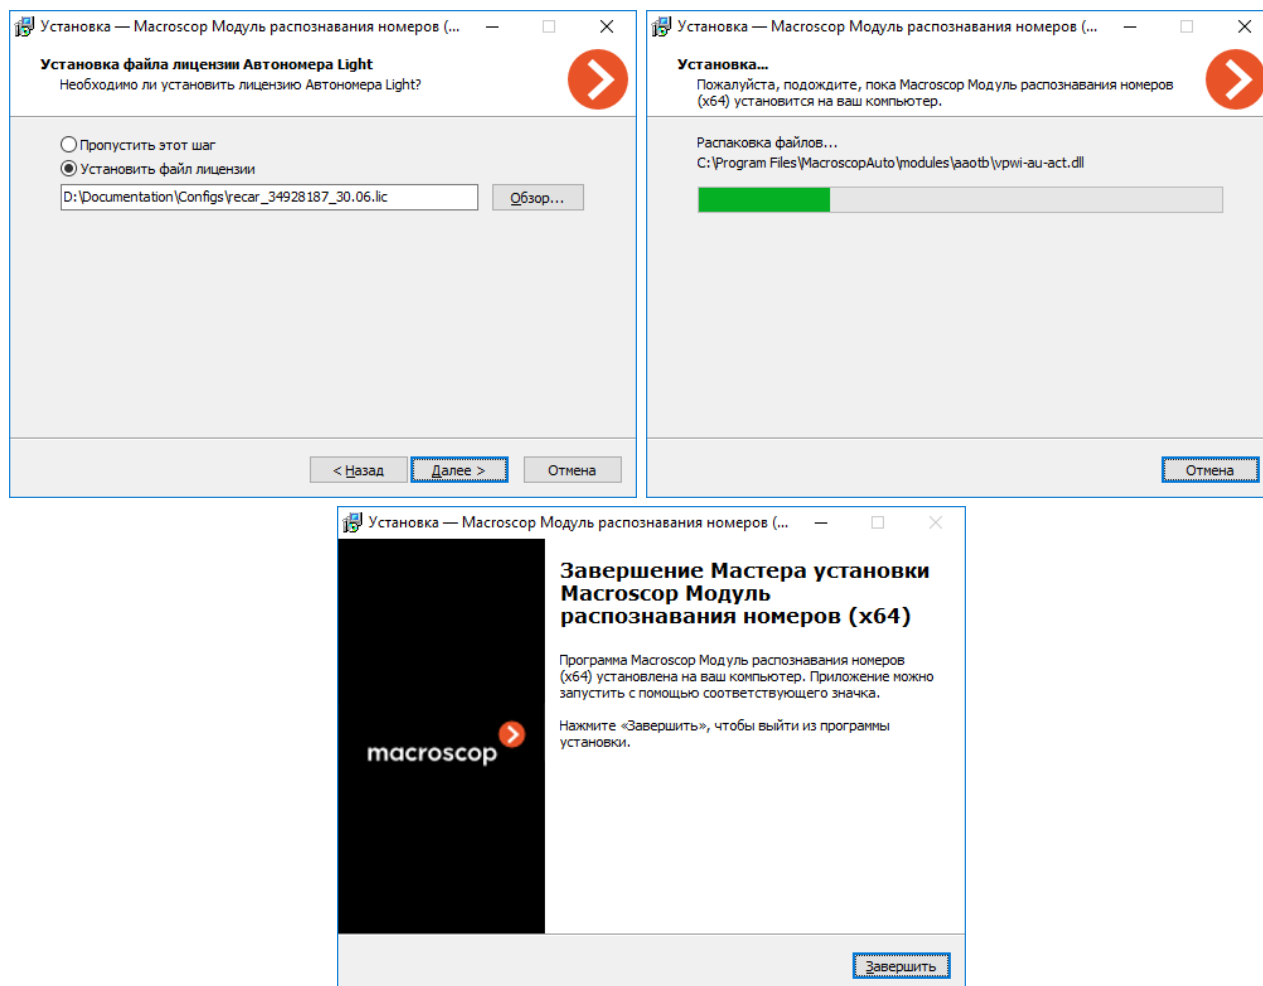 Установка — Macroscop Модуль распознавания номеров (...
Установка файла лицензии Автономера Light
Необходимо ли установить лицензию Автономера Light?
Пропустить этот шаг
Установить файл лицензии
D:\Documentation\Configs\recar_34928187_30.06.lic
Обзор...
< Назад
Далее >
Отмена
Установка — Macroscop Модуль распознавания номеров (...
Установка...
Пожалуйста, подождите, пока Macroscop Модуль распознавания номеров
(x64) установится на ваш компьютер.
Распаковка файлов...
C:\Program Files\MacroscopAuto\modules\aaotb\vpwi-au-act.dll
Отмена
Установка — Macroscop Модуль распознавания номеров (...
macroscop
Завершение Мастера установки
Macroscop Модуль
распознавания номеров (x64)
Программа Macroscop Модуль распознавания номеров
(x64) установлена на ваш компьютер. Приложение можно
запустить с помощью соответствующего значка.
Нажмите «Завершить», чтобы выйти из программы
установки.
Завершить